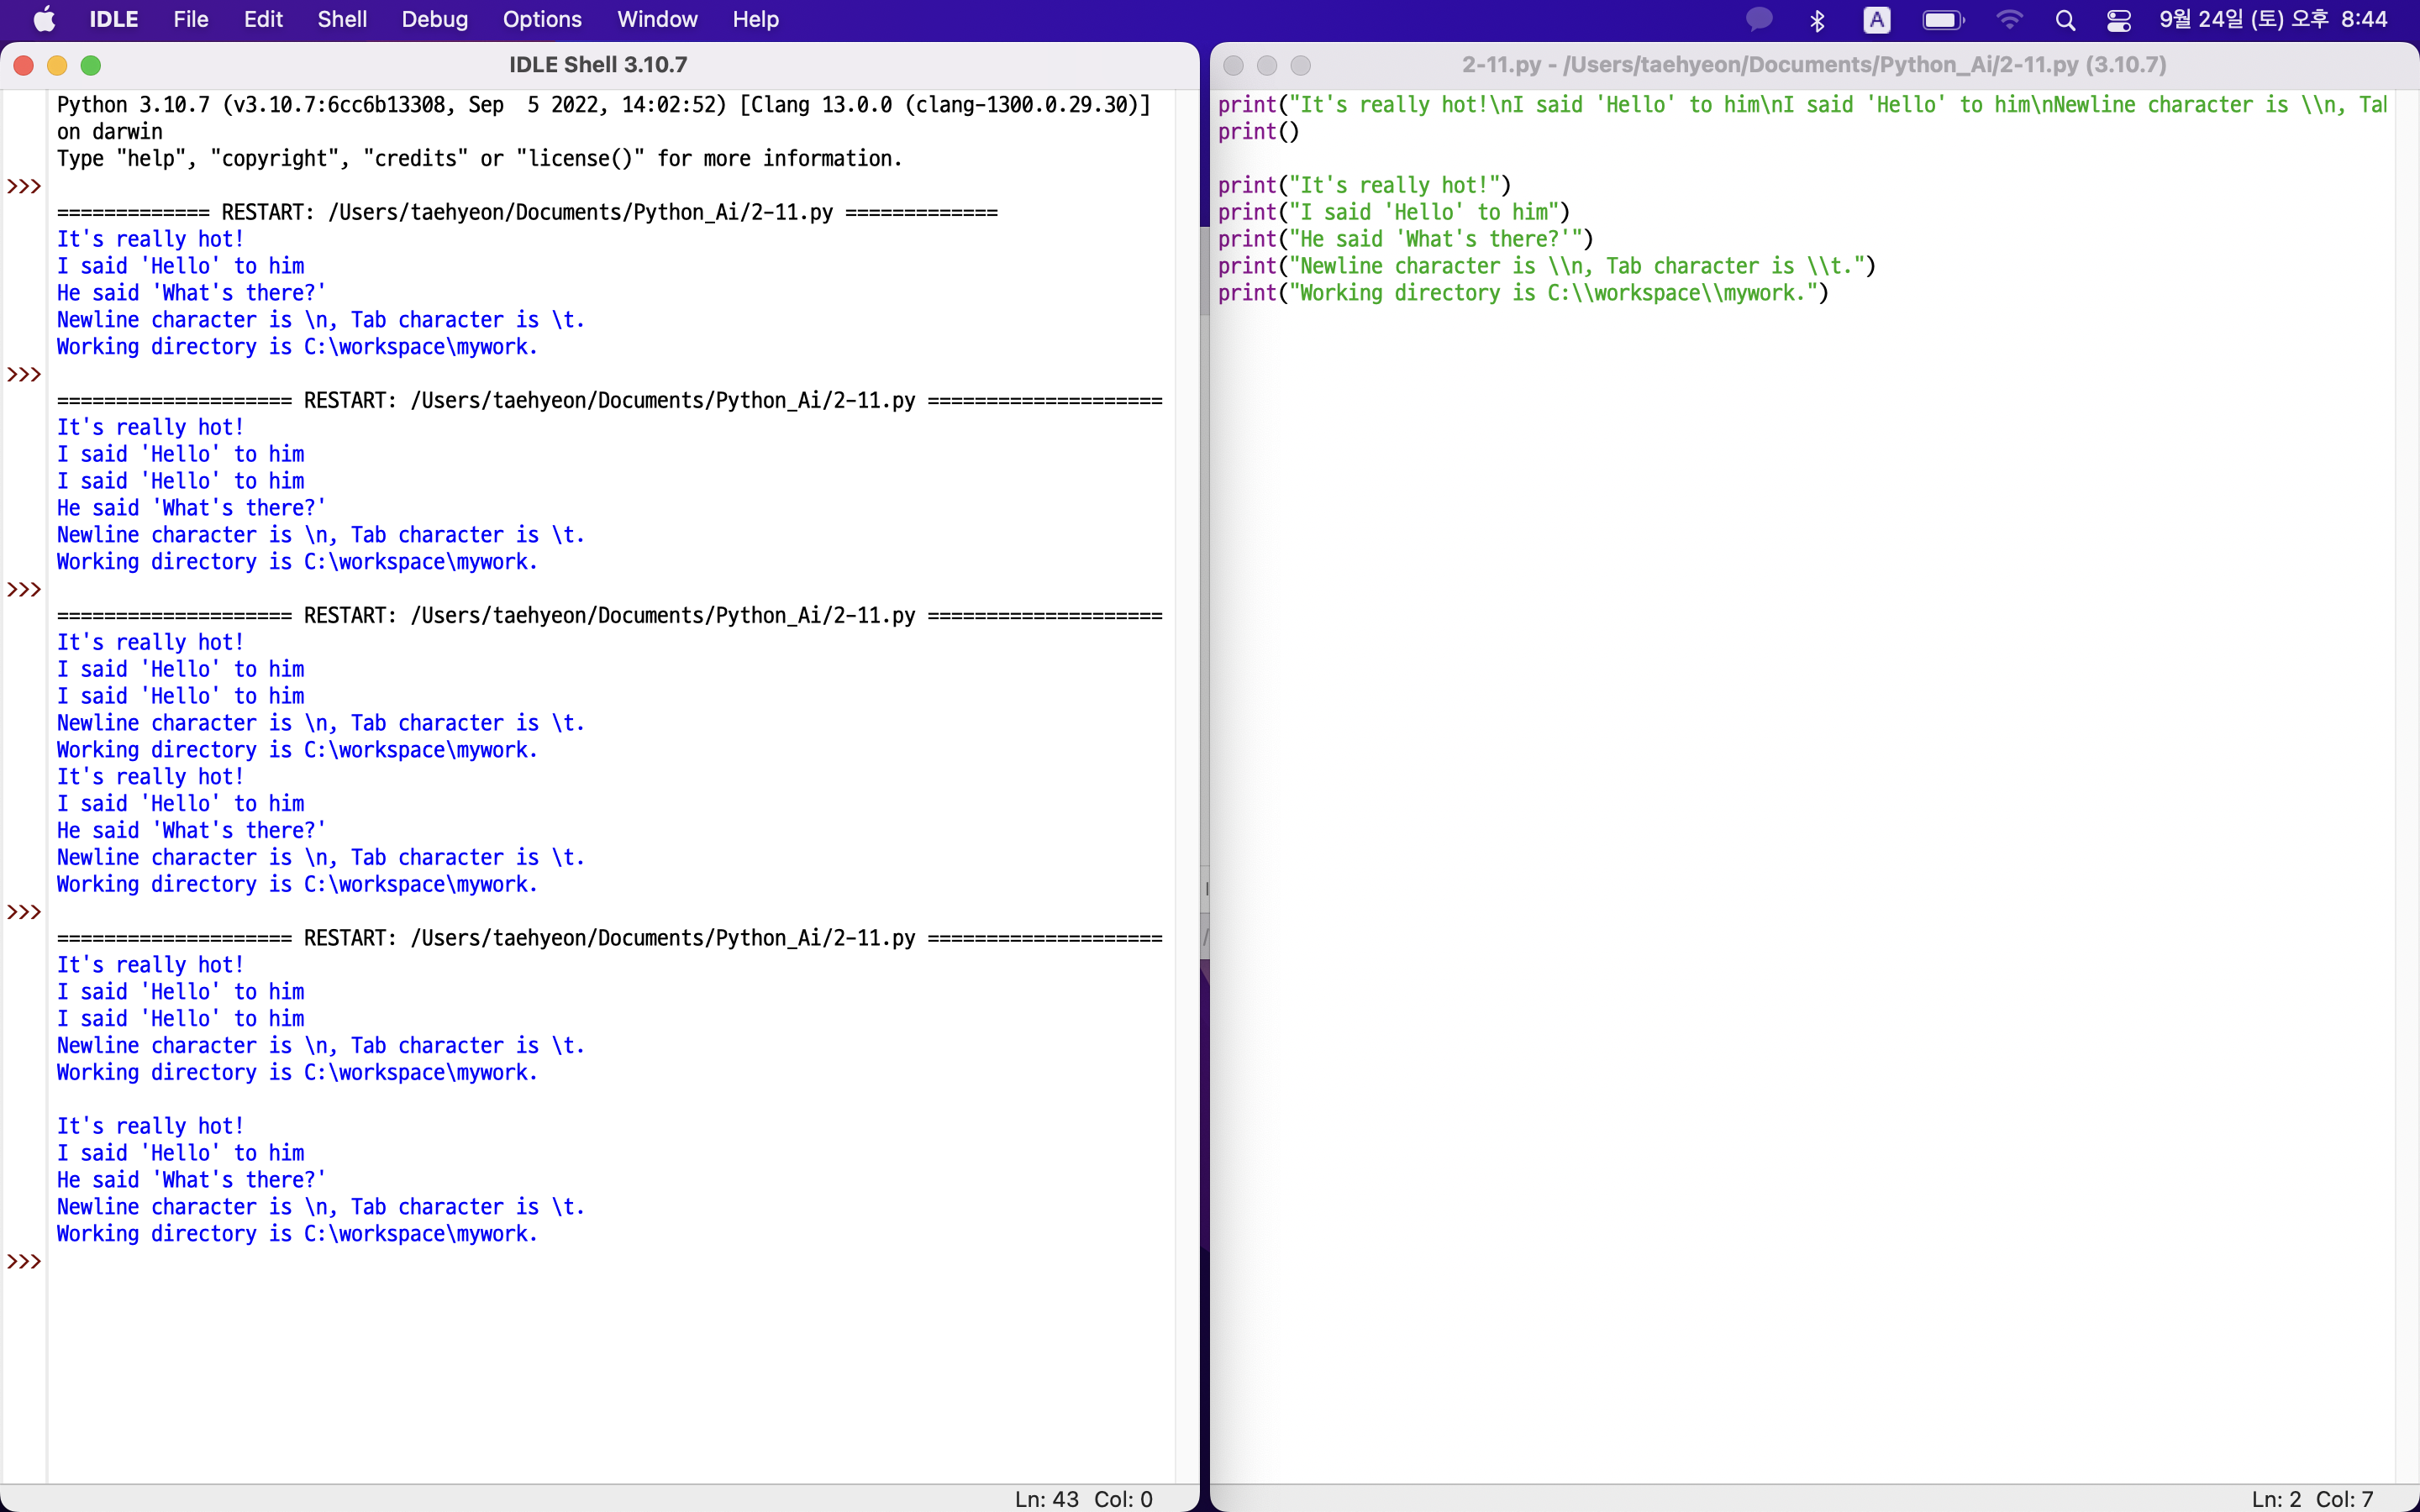 IDLE File Edit Shell Debug Options Window Help A 9월 24일 (토) 오후 8:44
IDLE Shell 3.10.7
Python 3.10.7 (v3.10.7:6cc6b13308, Sep  5 2022, 14:02:52) [Clang 13.0.0 (clang-1300.0.29.30)]
on darwin
Type "help", "copyright", "credits" or "license()" for more information.
>>>
============= RESTART: /Users/taehyeon/Documents/Python_Ai/2-11.py =============
It's really hot!
I said 'Hello' to him
He said 'What's there?'
Newline character is \n, Tab character is \t.
Working directory is C:\workspace\mywork.
>>>
==================== RESTART: /Users/taehyeon/Documents/Python_Ai/2-11.py ====================
It's really hot!
I said 'Hello' to him
I said 'Hello' to him
He said 'What's there?'
Newline character is \n, Tab character is \t.
Working directory is C:\workspace\mywork.
>>>
==================== RESTART: /Users/taehyeon/Documents/Python_Ai/2-11.py ====================
It's really hot!
I said 'Hello' to him
I said 'Hello' to him
Newline character is \n, Tab character is \t.
Working directory is C:\workspace\mywork.
It's really hot!
I said 'Hello' to him
He said 'What's there?'
Newline character is \n, Tab character is \t.
Working directory is C:\workspace\mywork.
>>>
==================== RESTART: /Users/taehyeon/Documents/Python_Ai/2-11.py ====================
It's really hot!
I said 'Hello' to him
I said 'Hello' to him
Newline character is \n, Tab character is \t.
Working directory is C:\workspace\mywork.
It's really hot!
I said 'Hello' to him
He said 'What's there?'
Newline character is \n, Tab character is \t.
Working directory is C:\workspace\mywork.
>>>
Ln: 43 Col: 0
2-11.py - /Users/taehyeon/Documents/Python_Ai/2-11.py (3.10.7)
print("It's really hot!\nI said 'Hello' to him\nI said 'Hello' to him\nNewline character is \\n, Tal
print()
print("It's really hot!")
print("I said 'Hello' to him")
print("He said 'What's there?'")
print("Newline character is \\n, Tab character is \\t.")
print("Working directory is C:\\workspace\\mywork.")
Ln: 2 Col: 7